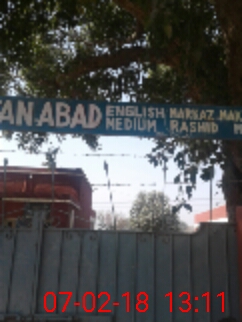 AN ABAD ENGLISH MARKAZ MAK
MEDIUM RASHID
07-02-18 13:11